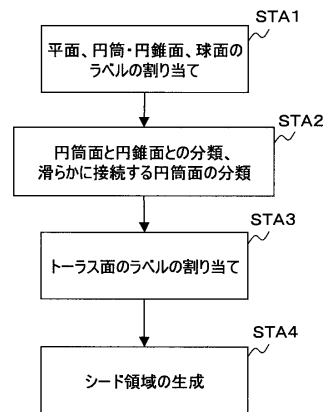 STA1
平面、円筒・円錐面、球面の
ラベルの割り当て
STA2
円筒面と円錐面との分類、
滑らかに接続する円筒面の分類
STA3
トーラス面のラベルの割り当て
STA4
シード領域の生成